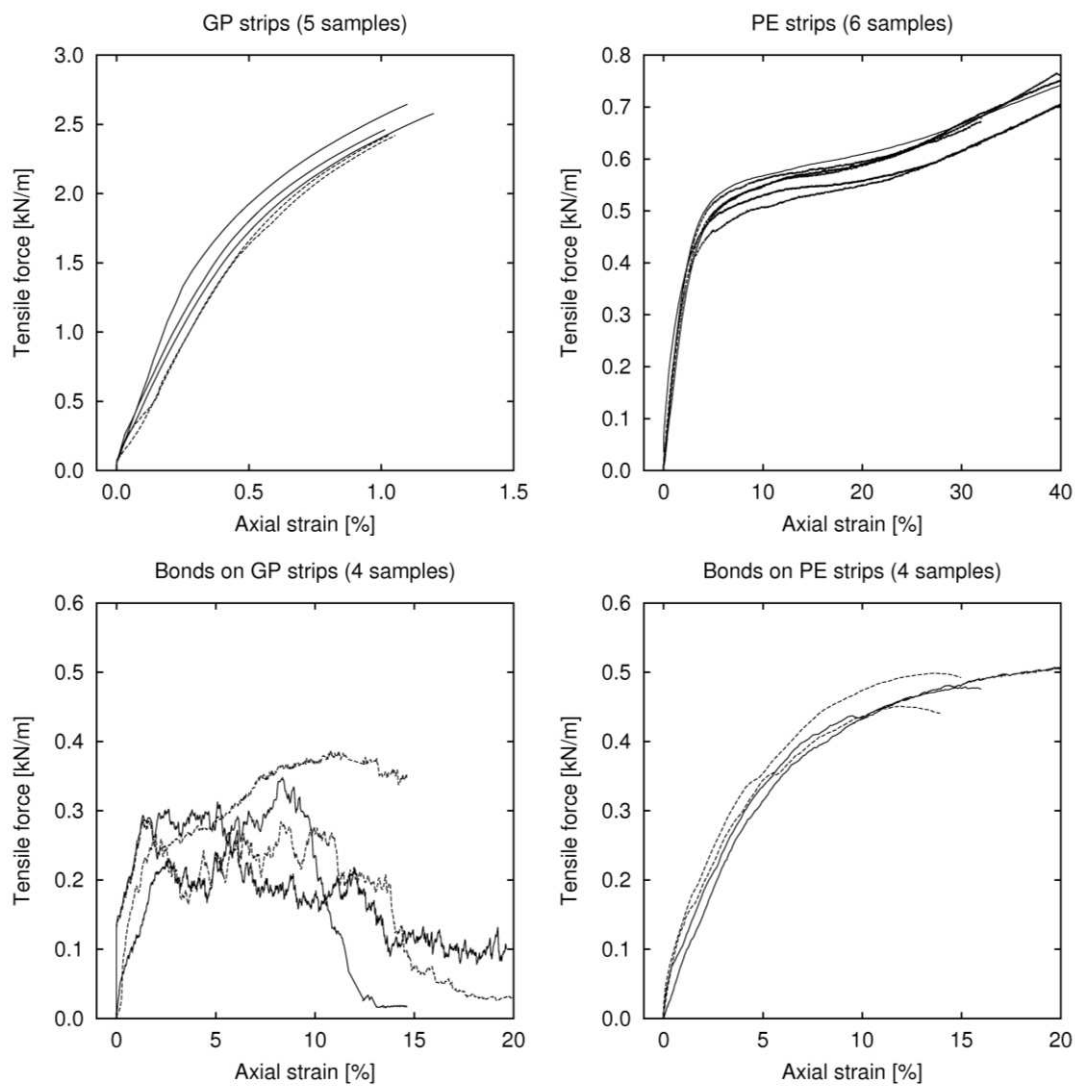 GP strips (5 samples)
3.0
2.5
2.0
1.5
1.0
0.5
0.0
Tensile force [kN/m]
0.0 0.5 1.0 1.5
Axial strain [%]
PE strips (6 samples)
0.8
0.7
0.6
0.5
0.4
0.3
0.2
0.1
0.0
Tensile force [kN/m]
0 10 20 30 40
Axial strain [%]
Bonds on GP strips (4 samples)
0.6
0.5
0.4
0.3
0.2
0.1
0.0
Tensile force [kN/m]
0 5 10 15 20
Axial strain [%]
Bonds on PE strips (4 samples)
0.6
0.5
0.4
0.3
0.2
0.1
0.0
Tensile force [kN/m]
0 5 10 15 20
Axial strain [%]